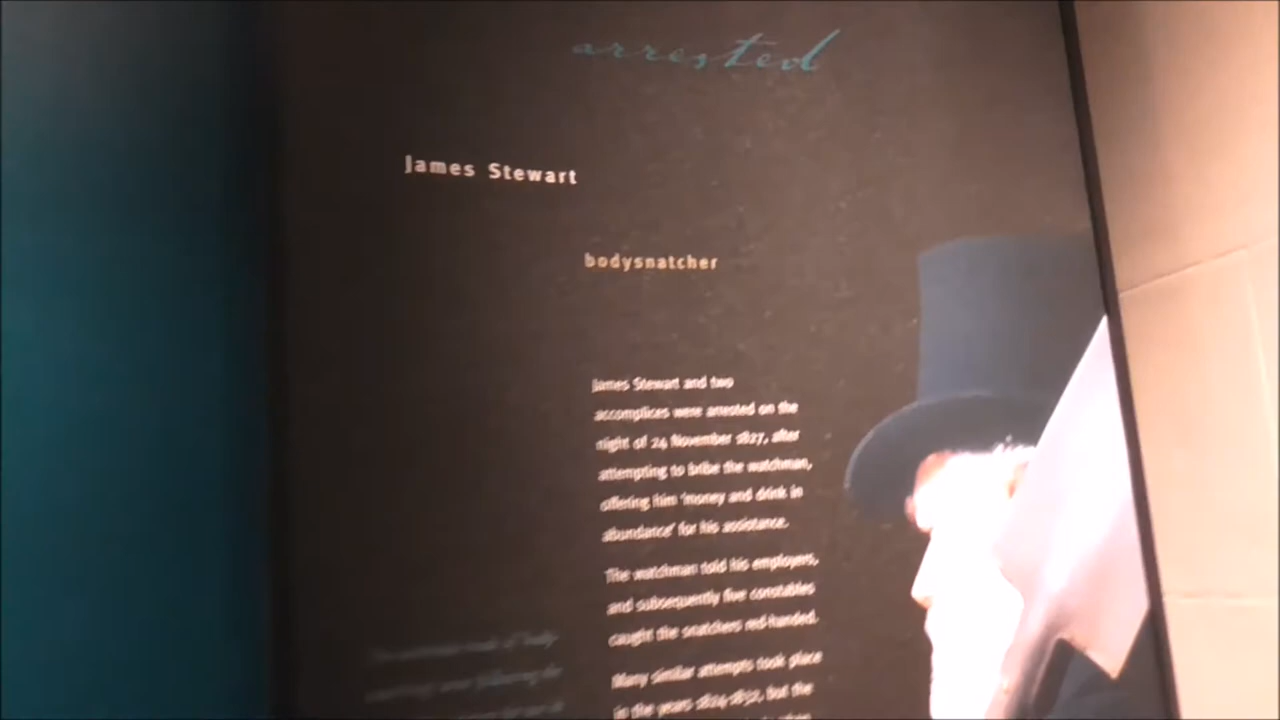 arrested
James Stewart
bodysnatcher
James Stewart and two
accomplices were arrested on the
night of 24 November 1827, after
attempting to bribe the watchman,
offering him 'money and drink in
abundance' for his assistance.
The watchman told his employers,
and subsequently five constables
caught the snatchers red-handed.
Many similar attempts took place
in the years 1824-1832, but the